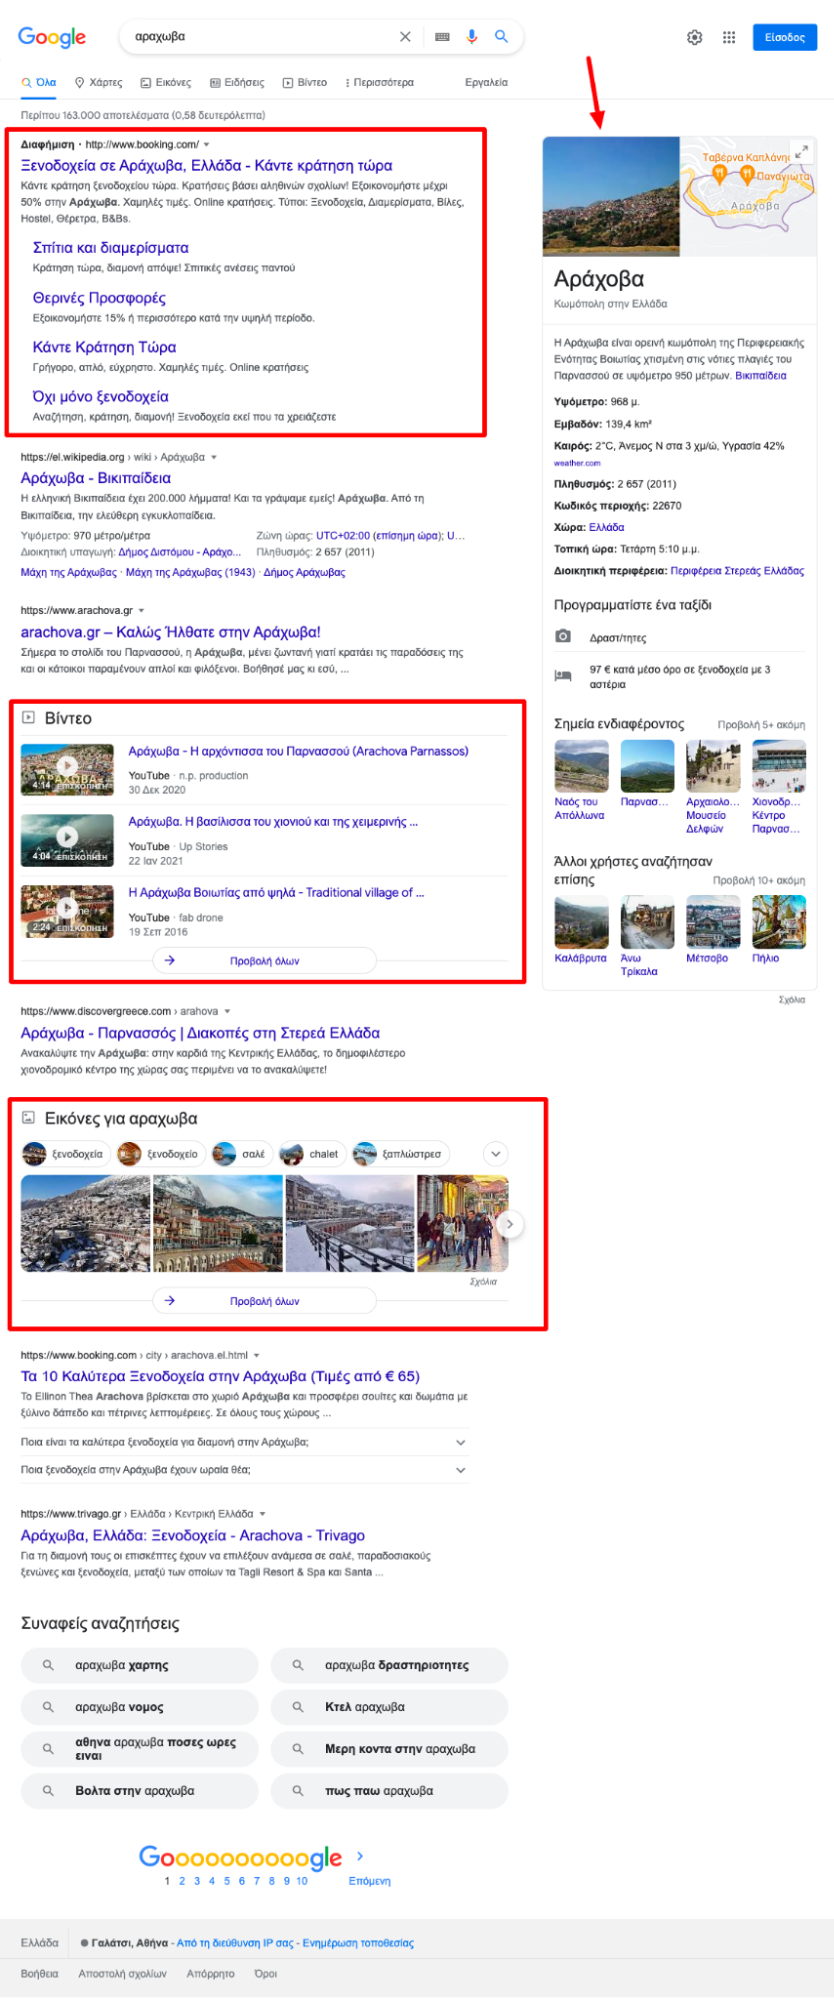 Google
αραχωβα
Είσοδος
Όλα
Χάρτες
Εικόνες
Ειδήσεις
Βίντεο
Περισσότερα
Εργαλεία
Περίπου 163.000 αποτελέσματα (0,58 δευτερόλεπτα)
Διαφήμιση · http://www.booking.com/
Ξενοδοχεία σε Αράχωβα, Ελλάδα - Κάντε κράτηση τώρα
Κάντε κράτηση ξενοδοχείου τώρα. Κρατήσεις βάσει αληθινών σχολίων! Εξοικονομήστε μέχρι
50% στην Αράχωβα. Χαμηλές τιμές. Online κρατήσεις. Τύποι: Ξενοδοχεία, Διαμερίσματα, Βίλες,
Hostel, Θέρετρα, B&Bs.
Σπίτια και διαμερίσματα
Κράτηση τώρα, διαμονή απόψε! Σπιτικές ανέσεις παντού
Θερινές Προσφορές
Εξοικονομήστε 15% ή περισσότερο κατά την υψηλή περίοδο.
Κάντε Κράτηση Τώρα
Γρήγορο, απλό, εύχρηστο. Χαμηλές τιμές. Online κρατήσεις
Όχι μόνο ξενοδοχεία
Αναζήτηση, κράτηση, διαμονή! Ξενοδοχεία εκεί που τα χρειάζεστε
https://el.wikipedia.org › wiki › Αράχωβα
Αράχωβα - Βικιπαίδεια
Η ελληνική Βικιπαίδεια έχει 200.000 λήμματα! Και τα γράψαμε εμείς! Αράχωβα. Από τη
Βικιπαίδεια, την ελεύθερη εγκυκλοπαίδεια.
Υψόμετρο: 970 μέτρο/μέτρα
Ζώνη ώρας: UTC+02:00 (επίσημη ώρα); U...
Διοικητική υπαγωγή: Δήμος Διστόμου - Αράχο...
Πληθυσμός: 2 657 (2011)
Μάχη της Αράχωβας · Μάχη της Αράχωβας (1943) · Δήμος Αράχωβας
https://www.arachova.gr
arachova.gr – Καλώς Ήλθατε στην Αράχωβα!
Σήμερα το στολίδι του Παρνασσού, η Αράχωβα, μένει ζωντανή γιατί κρατάει τις παραδόσεις της
και οι κάτοικοι παραμένουν απλοί και φιλόξενοι. Βοήθησέ μας κι εσύ, ...
Βίντεο
Αράχωβα - Η αρχόντισσα του Παρνασσού (Arachova Parnassos)
YouTube · n.p. production
30 Δεκ 2020
ΑΡΑΧΩΒΑ
4:14 ΕΠΙΣΚΟΠΗΣΗ
Αράχωβα. Η βασίλισσα του χιονιού και της χειμερινής ...
YouTube · Up Stories
22 Ιαν 2021
4:04 ΕΠΙΣΚΟΠΗΣΗ
Η Αράχωβα Βοιωτίας από ψηλά - Traditional village of ...
YouTube · fab drone
19 Σεπ 2016
2:24 ΕΠΙΣΚΟΠΗΣΗ
Προβολή όλων
https://www.discovergreece.com › arahova
Αράχωβα - Παρνασσός | Διακοπές στη Στερεά Ελλάδα
Ανακαλύψτε την Αράχωβα: στην καρδιά της Κεντρικής Ελλάδας, το δημοφιλέστερο
χιονοδρομικό κέντρο της χώρας σας περιμένει να το ανακαλύψετε!
Εικόνες για αραχωβα
ξενοδοχεία
ξενοδοχείο
σαλέ
chalet
ξαπλώστρεσ
Σχόλια
Προβολή όλων
https://www.booking.com › city › arachova.el.html
Τα 10 Καλύτερα Ξενοδοχεία στην Αράχωβα (Τιμές από € 65)
Το Ellinon Thea Arachova βρίσκεται στο χωριό Αράχωβα και προσφέρει σουίτες και δωμάτια με
ξύλινο δάπεδο και πέτρινες λεπτομέρειες. Σε όλους τους χώρους ...
Ποια είναι τα καλύτερα ξενοδοχεία για διαμονή στην Αράχωβα;
Ποια ξενοδοχεία στην Αράχωβα έχουν ωραία θέα;
https://www.trivago.gr › Ελλάδα › Κεντρική Ελλάδα
Αράχωβα, Ελλάδα: Ξενοδοχεία - Arachova - Trivago
Για τη διαμονή τους οι επισκέπτες έχουν να επιλέξουν ανάμεσα σε σαλέ, παραδοσιακούς
ξενώνες και ξενοδοχεία, μεταξύ των οποίων τα Tagli Resort & Spa και Santa ...
Συναφείς αναζητήσεις
αραχωβα χαρτης
αραχωβα δραστηριοτητες
αραχωβα νομος
Κτελ αραχωβα
αθηνα αραχωβα ποσες ωρες
ειναι
Μερη κοντα στην αραχωβα
Βολτα στην αραχωβα
πως παω αραχωβα
Goooooooooogle
1 2 3 4 5 6 7 8 9 10
Επόμενη
Ταβέρνα Καπλάνης
Παναγιώτα
Αράχοβα
Αράχοβα
Κωμόπολη στην Ελλάδα
Η Αράχωβα είναι ορεινή κωμόπολη της Περιφερειακής
Ενότητας Βοιωτίας χτισμένη στις νότιες πλαγιές του
Παρνασσού σε υψόμετρο 950 μέτρων. Βικιπαίδεια
Υψόμετρο: 968 μ.
Εμβαδόν: 139,4 km²
Καιρός: 2°C, Άνεμος N στα 3 χμ/ώ, Υγρασία 42%
weather.com
Πληθυσμός: 2 657 (2011)
Κωδικός περιοχής: 22670
Χώρα: Ελλάδα
Τοπική ώρα: Τετάρτη 5:10 μ.μ.
Διοικητική περιφέρεια: Περιφέρεια Στερεάς Ελλάδας
Προγραμματίστε ένα ταξίδι
Δραστ/τητες
97 € κατά μέσο όρο σε ξενοδοχεία με 3
αστέρια
Σημεία ενδιαφέροντος
Προβολή 5+ ακόμη
Ναός του
Απόλλωνα
Παρνασ...
Αρχαιολο...
Μουσείο
Δελφών
Χιονοδρ...
Κέντρο
Παρνασ...
Άλλοι χρήστες αναζήτησαν
επίσης
Προβολή 10+ ακόμη
Καλάβρυτα
Άνω
Τρίκαλα
Μέτσοβο
Πήλιο
Σχόλια
Ελλάδα
Γαλάτσι, Αθήνα - Από τη διεύθυνση IP σας - Ενημέρωση τοποθεσίας
Βοήθεια
Αποστολή σχολίων
Απόρρητο
Όροι